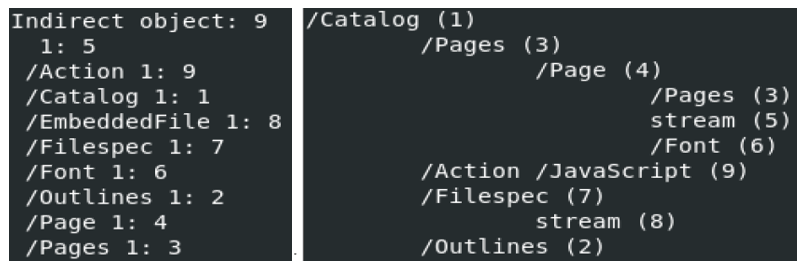 Indirect object: 9
1: 5
/Action 1: 9
/Catalog 1: 1
/EmbeddedFile 1: 8
/Filespec 1: 7
/Font 1: 6
/Outlines 1: 2
/Page 1: 4
/Pages 1: 3
.
/Catalog (1)
/Pages (3)
/Page (4)
/Pages (3)
stream (5)
/Font (6)
/Action /JavaScript (9)
/Filespec (7)
stream (8)
/Outlines (2)